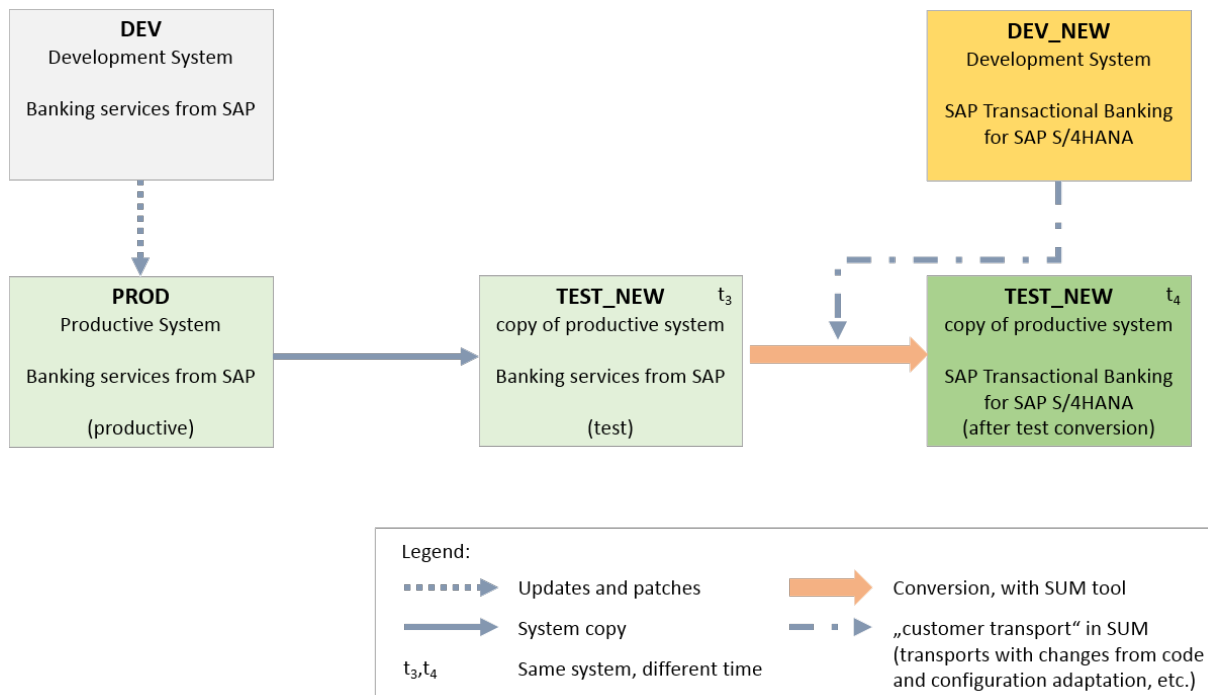 DEV
Development System
Banking services from SAP
DEV_NEW
Development System
SAP Transactional Banking
for SAP S/4HANA
PROD
Productive System
Banking services from SAP
(productive)
TEST_NEW t₃
copy of productive system
Banking services from SAP
(test)
TEST_NEW t₄
copy of productive system
SAP Transactional Banking
for SAP S/4HANA
(after test conversion)
Legend:
Updates and patches
System copy
t₃,t₄ Same system, different time
Conversion, with SUM tool
„customer transport“ in SUM
(transports with changes from code
and configuration adaptation, etc.)